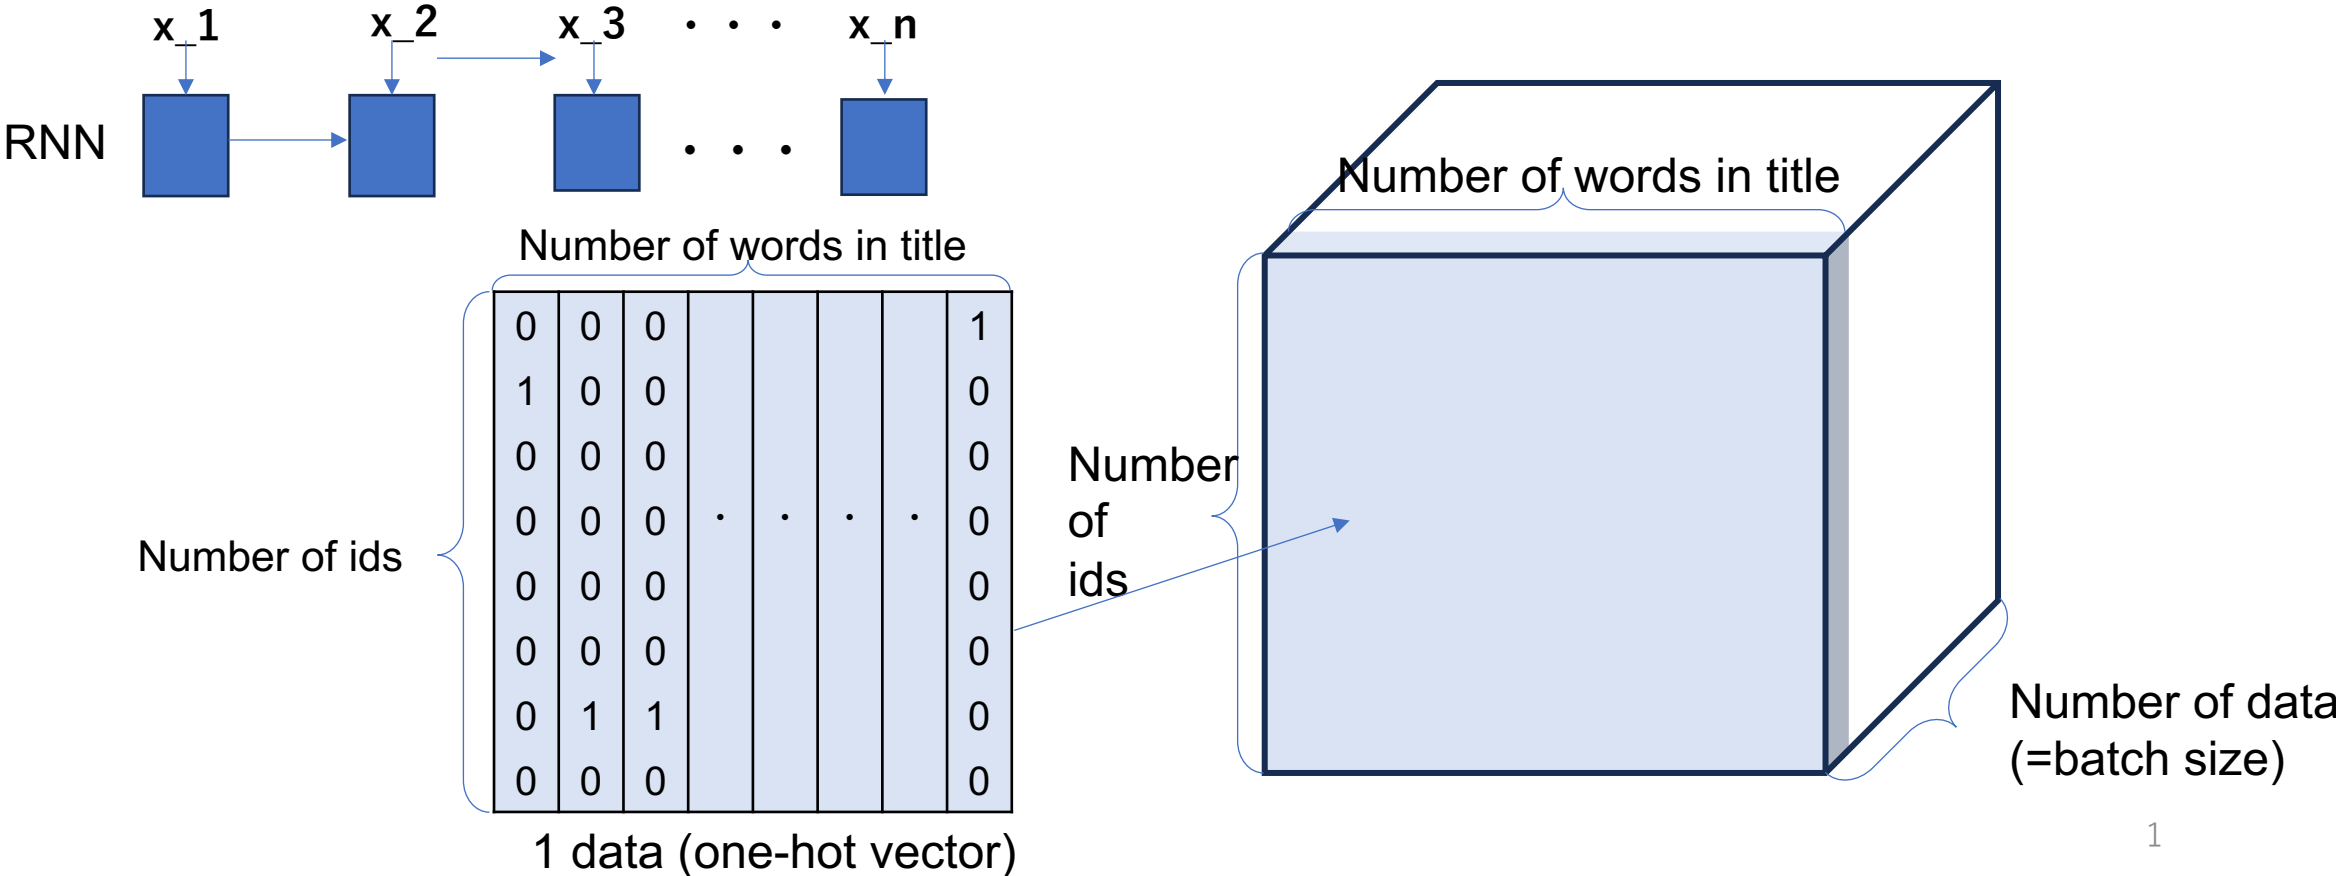 x_1 x_2 x_3 ・・・ x_n
RNN ・・・
Number of words in title
Number of ids
0 0 0 1
1 0 0 0
0 0 0 0
0 0 0 · · · · 0
0 0 0 0
0 0 0 0
0 1 1 0
0 0 0 0
1 data (one-hot vector)
Number of words in title
Number
of
ids
Number of data
(=batch size)
1